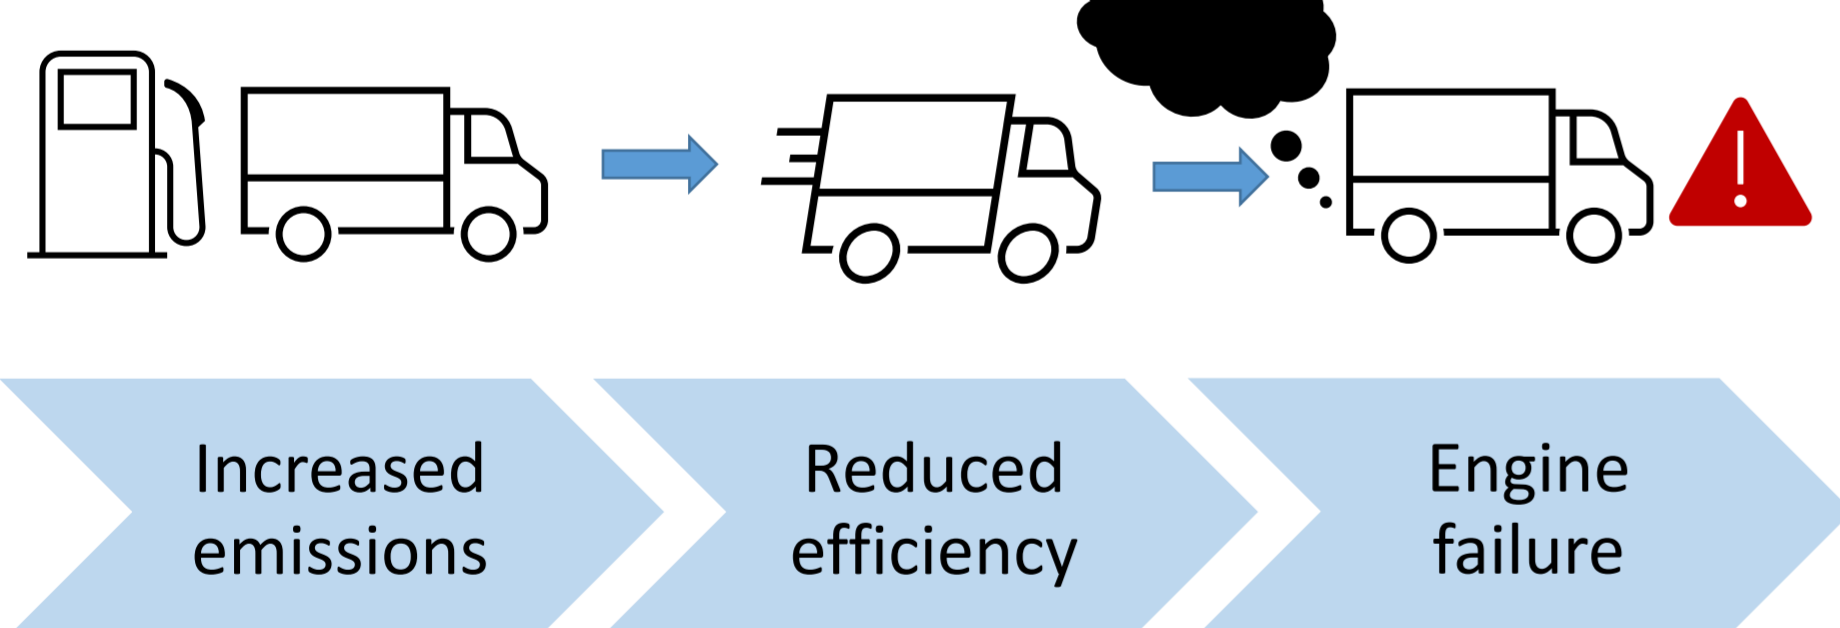 Increased
emissions
Reduced
efficiency
Engine
failure